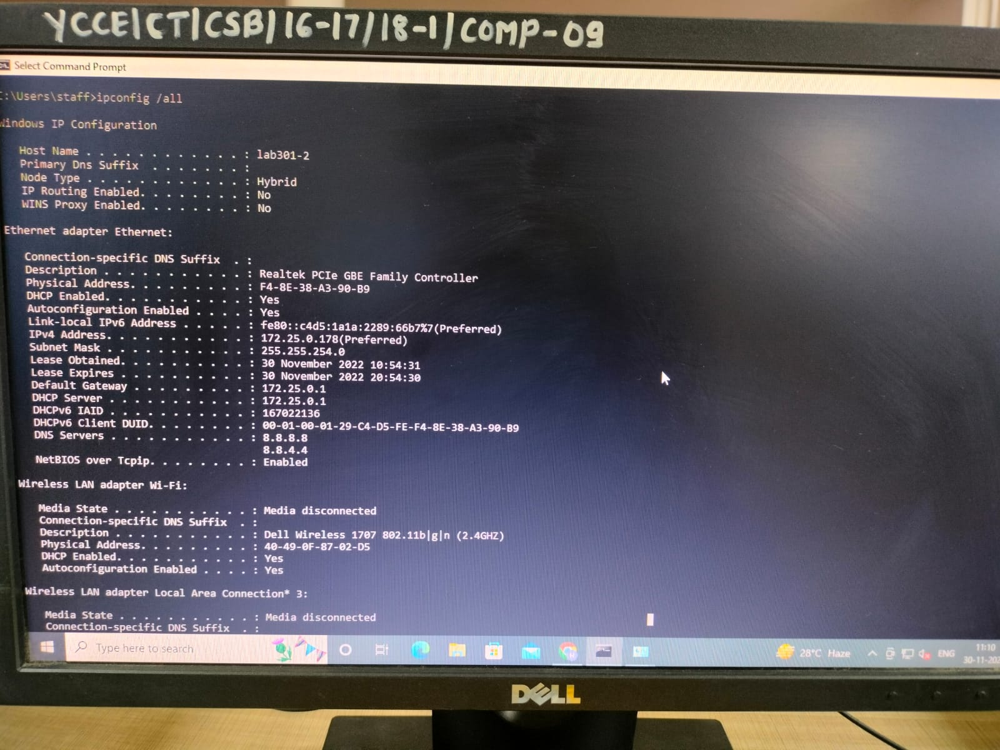 YCCE|CT|CSB|16-17/18-1/COMP-09
Select Command Prompt
:\Users\staff>ipconfig /all
Windows IP Configuration
Host Name . . . . . . . . . . . . : lab301-2
Primary Dns Suffix  . . . . . . . :
Node Type . . . . . . . . . . . . : Hybrid
IP Routing Enabled. . . . . . . . : No
WINS Proxy Enabled. . . . . . . . : No
Ethernet adapter Ethernet:
Connection-specific DNS Suffix  . :
Description . . . . . . . . . . . : Realtek PCIe GBE Family Controller
Physical Address. . . . . . . . . : F4-8E-38-A3-90-B9
DHCP Enabled. . . . . . . . . . . : Yes
Autoconfiguration Enabled . . . . : Yes
Link-local IPv6 Address . . . . . : fe80::c4d5:1a1a:2289:66b7%7(Preferred)
IPv4 Address. . . . . . . . . . . : 172.25.0.178(Preferred)
Subnet Mask . . . . . . . . . . . : 255.255.254.0
Lease Obtained. . . . . . . . . . : 30 November 2022 10:54:31
Lease Expires . . . . . . . . . . : 30 November 2022 20:54:30
Default Gateway . . . . . . . . . : 172.25.0.1
DHCP Server . . . . . . . . . . . : 172.25.0.1
DHCPv6 IAID . . . . . . . . . . . : 167022136
DHCPv6 Client DUID. . . . . . . . : 00-01-00-01-29-C4-D5-FE-F4-8E-38-A3-90-B9
DNS Servers . . . . . . . . . . . : 8.8.8.8
8.8.4.4
NetBIOS over Tcpip. . . . . . . . : Enabled
Wireless LAN adapter Wi-Fi:
Media State . . . . . . . . . . . : Media disconnected
Connection-specific DNS Suffix  . :
Description . . . . . . . . . . . : Dell Wireless 1707 802.11b|g|n (2.4GHZ)
Physical Address. . . . . . . . . : 40-49-0F-87-02-D5
DHCP Enabled. . . . . . . . . . . : Yes
Autoconfiguration Enabled . . . . : Yes
Wireless LAN adapter Local Area Connection* 3:
Media State . . . . . . . . . . . : Media disconnected
Connection-specific DNS Suffix  . :
Type here to search
28°C Haze
ENG
11:10
30-11-202
DELL